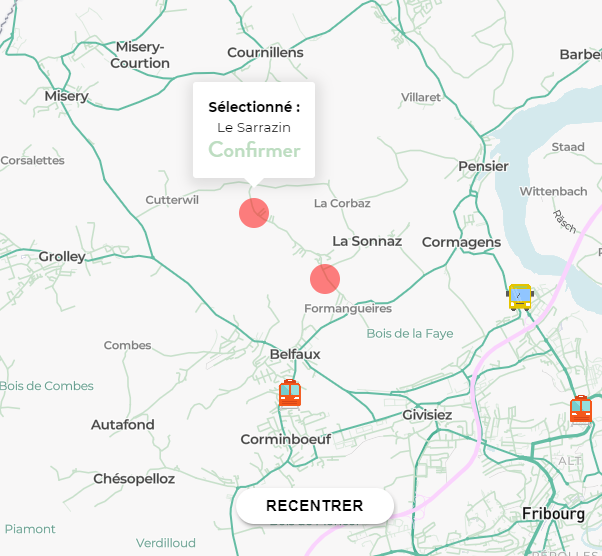 Misery-
Courtion
Cournillens
Barbe
Misery
Villaret
Sélectionné :
Le Sarrazin
Confirmer
Staad
Corsalettes
Pensier
Wittenbach
Cutterwil
La Corbaz
Räsch
La Sonnaz
Cormagens
Grolley
Formangueires
Bois de la Faye
Combes
Belfaux
Bois de Combes
Givisiez
Autafond
Corminboeuf
ALT
Chésopelloz
RECENTRER
Fribourg
Piamont
Verdilloud
PÉROLLES